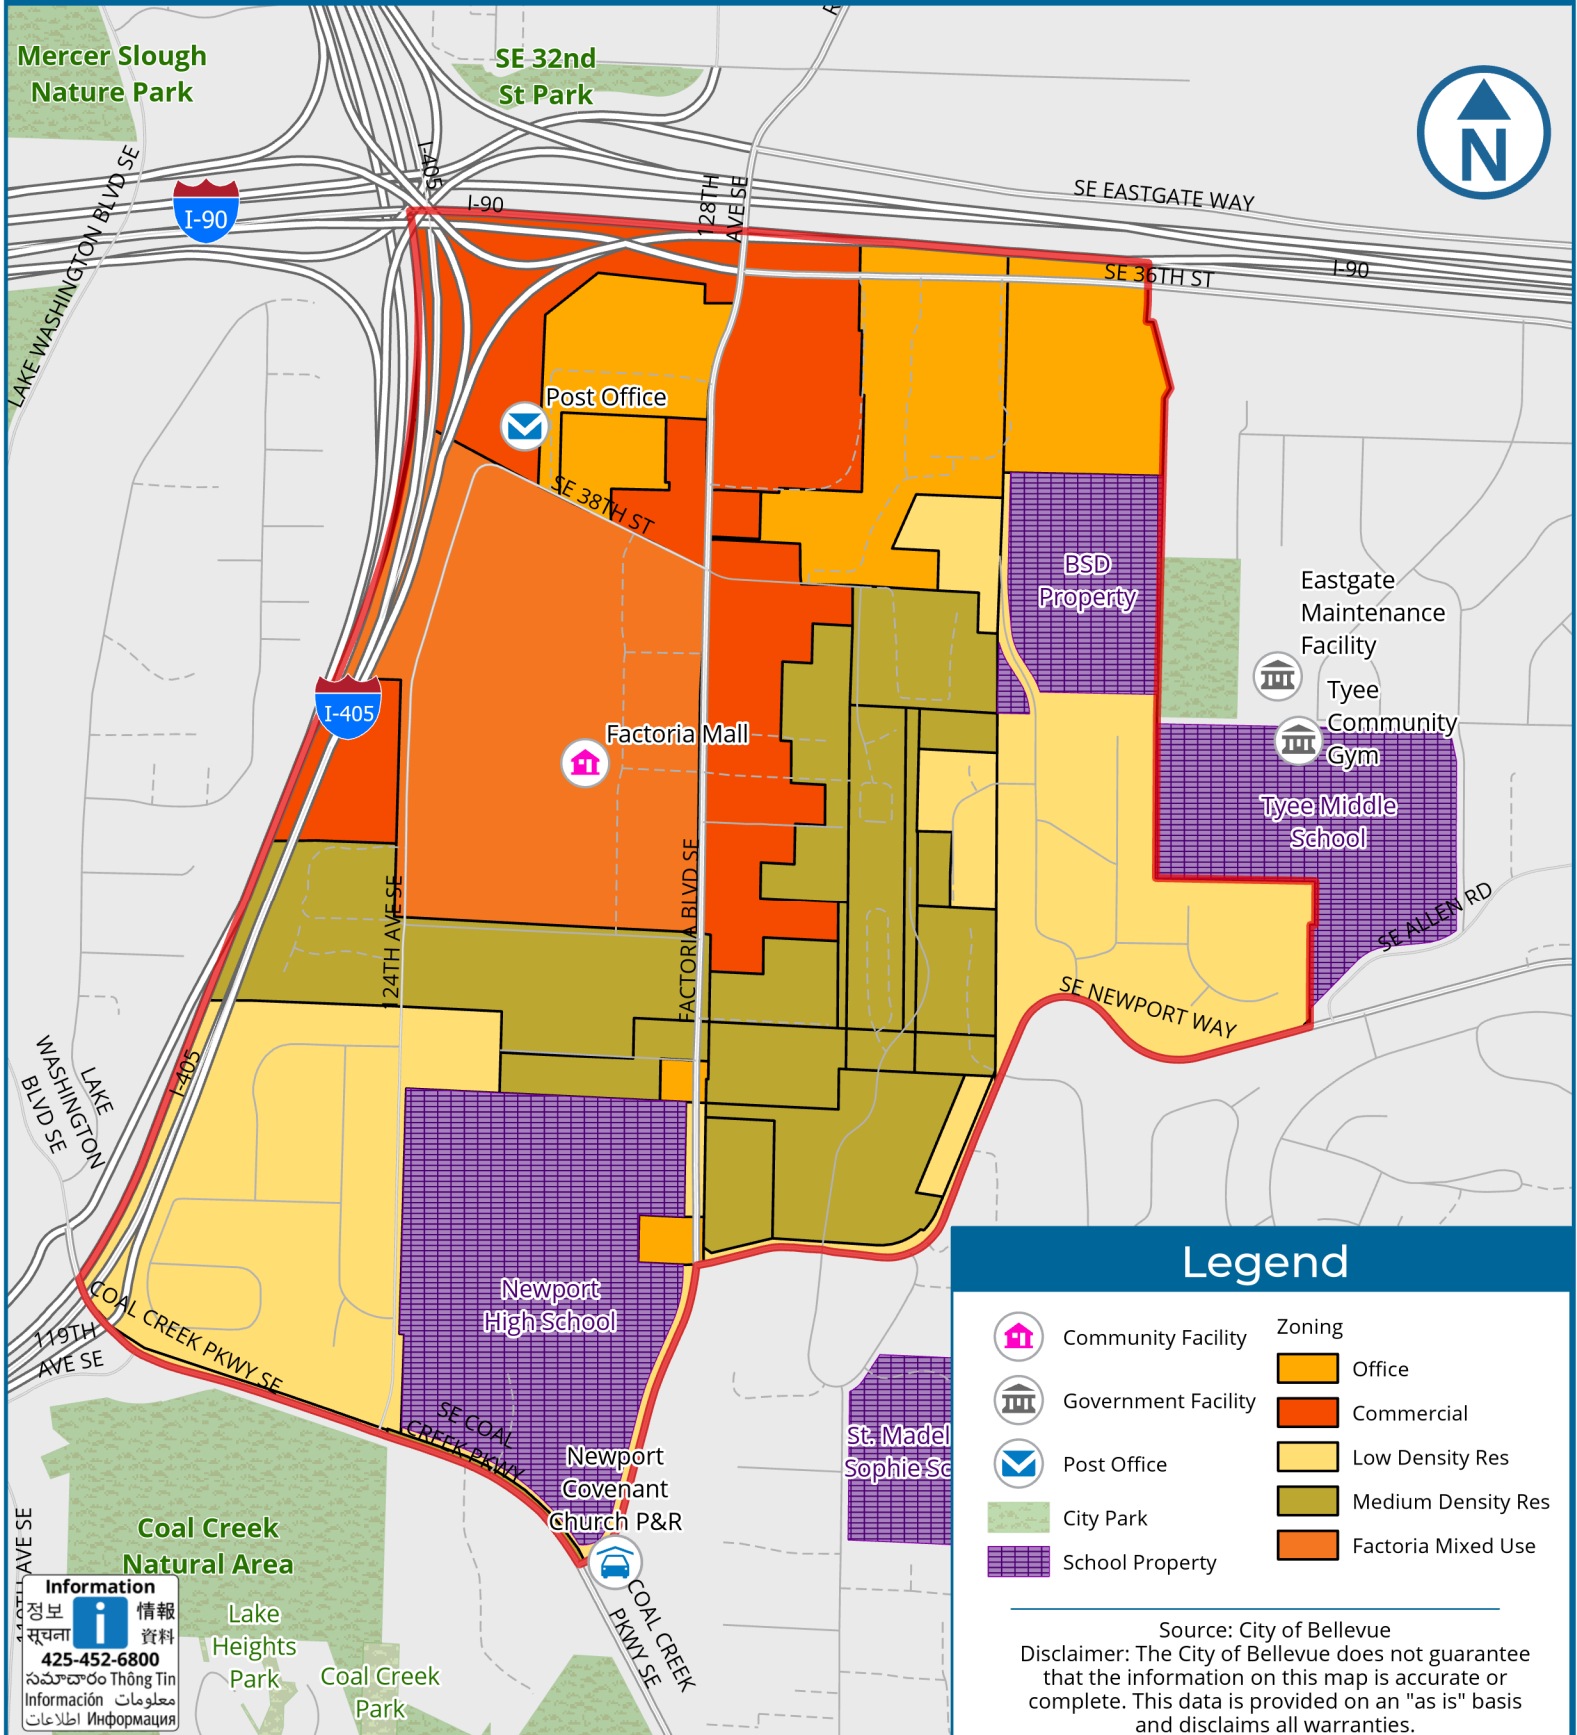 Mercer Slough
Nature Park
SE 32nd
St Park
N
LAKE WASHINGTON BLVD SE
I-405
I-90
I-90
128TH
AVE SE
SE EASTGATE WAY
I-90
SE 36TH ST
Post Office
SE 38TH ST
BSD
Property
Eastgate
Maintenance
Facility
Tyee
Community
Gym
I-405
Factoria Mall
Tyee Middle
School
124TH AVE SE
FACTORIA BLVD SE
SE ALLEN RD
SE NEWPORT WAY
LAKE
WASHINGTON
BLVD SE
I-405
Newport
High School
COAL CREEK PKWY SE
119TH
AVE SE
SE COAL
CREEK PKWY
Newport
Covenant
Church P&R
St. Madel
Sophie Sc
Coal Creek
Natural Area
Lake
Heights
Park
Coal Creek
Park
COAL CREEK
PKWY SE
Information
정보 情報
सूचना 資料
425-452-6800
సమాచారం Thông Tin
Información معلومات
اطلاعات Информация
Legend
Community Facility
Government Facility
Post Office
City Park
School Property
Zoning
Office
Commercial
Low Density Res
Medium Density Res
Factoria Mixed Use
Source: City of Bellevue
Disclaimer: The City of Bellevue does not guarantee
that the information on this map is accurate or
complete. This data is provided on an "as is" basis
and disclaims all warranties.